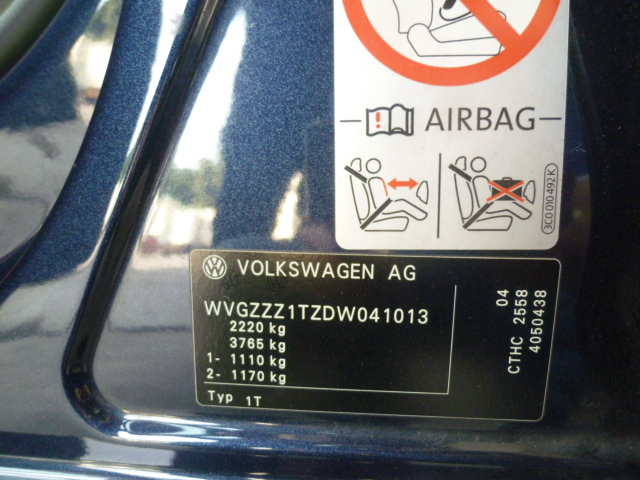 AIRBAG
3C0 010 492 K
VOLKSWAGEN AG
WVGZZZ1TZDW041013
2220 kg
3765 kg
1- 1110 kg
2- 1170 kg
Typ 1T
04
CTHC 2558
4050438